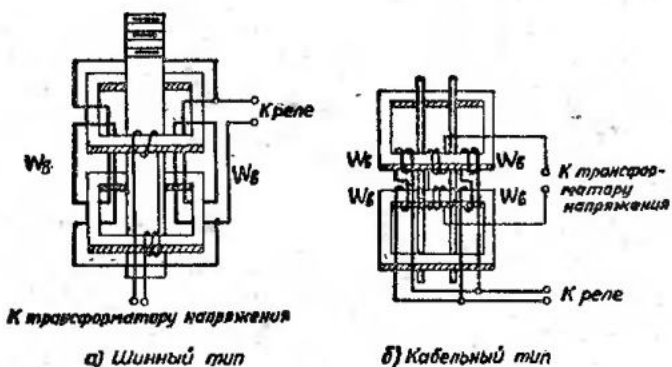 К реле
Wв
Wв
К трансформатору напряжения
а) Шинный тип
Wв
Wв
Wв
Wв
К трансфор-
матору
напряжения
К реле
б) Кабельный тип